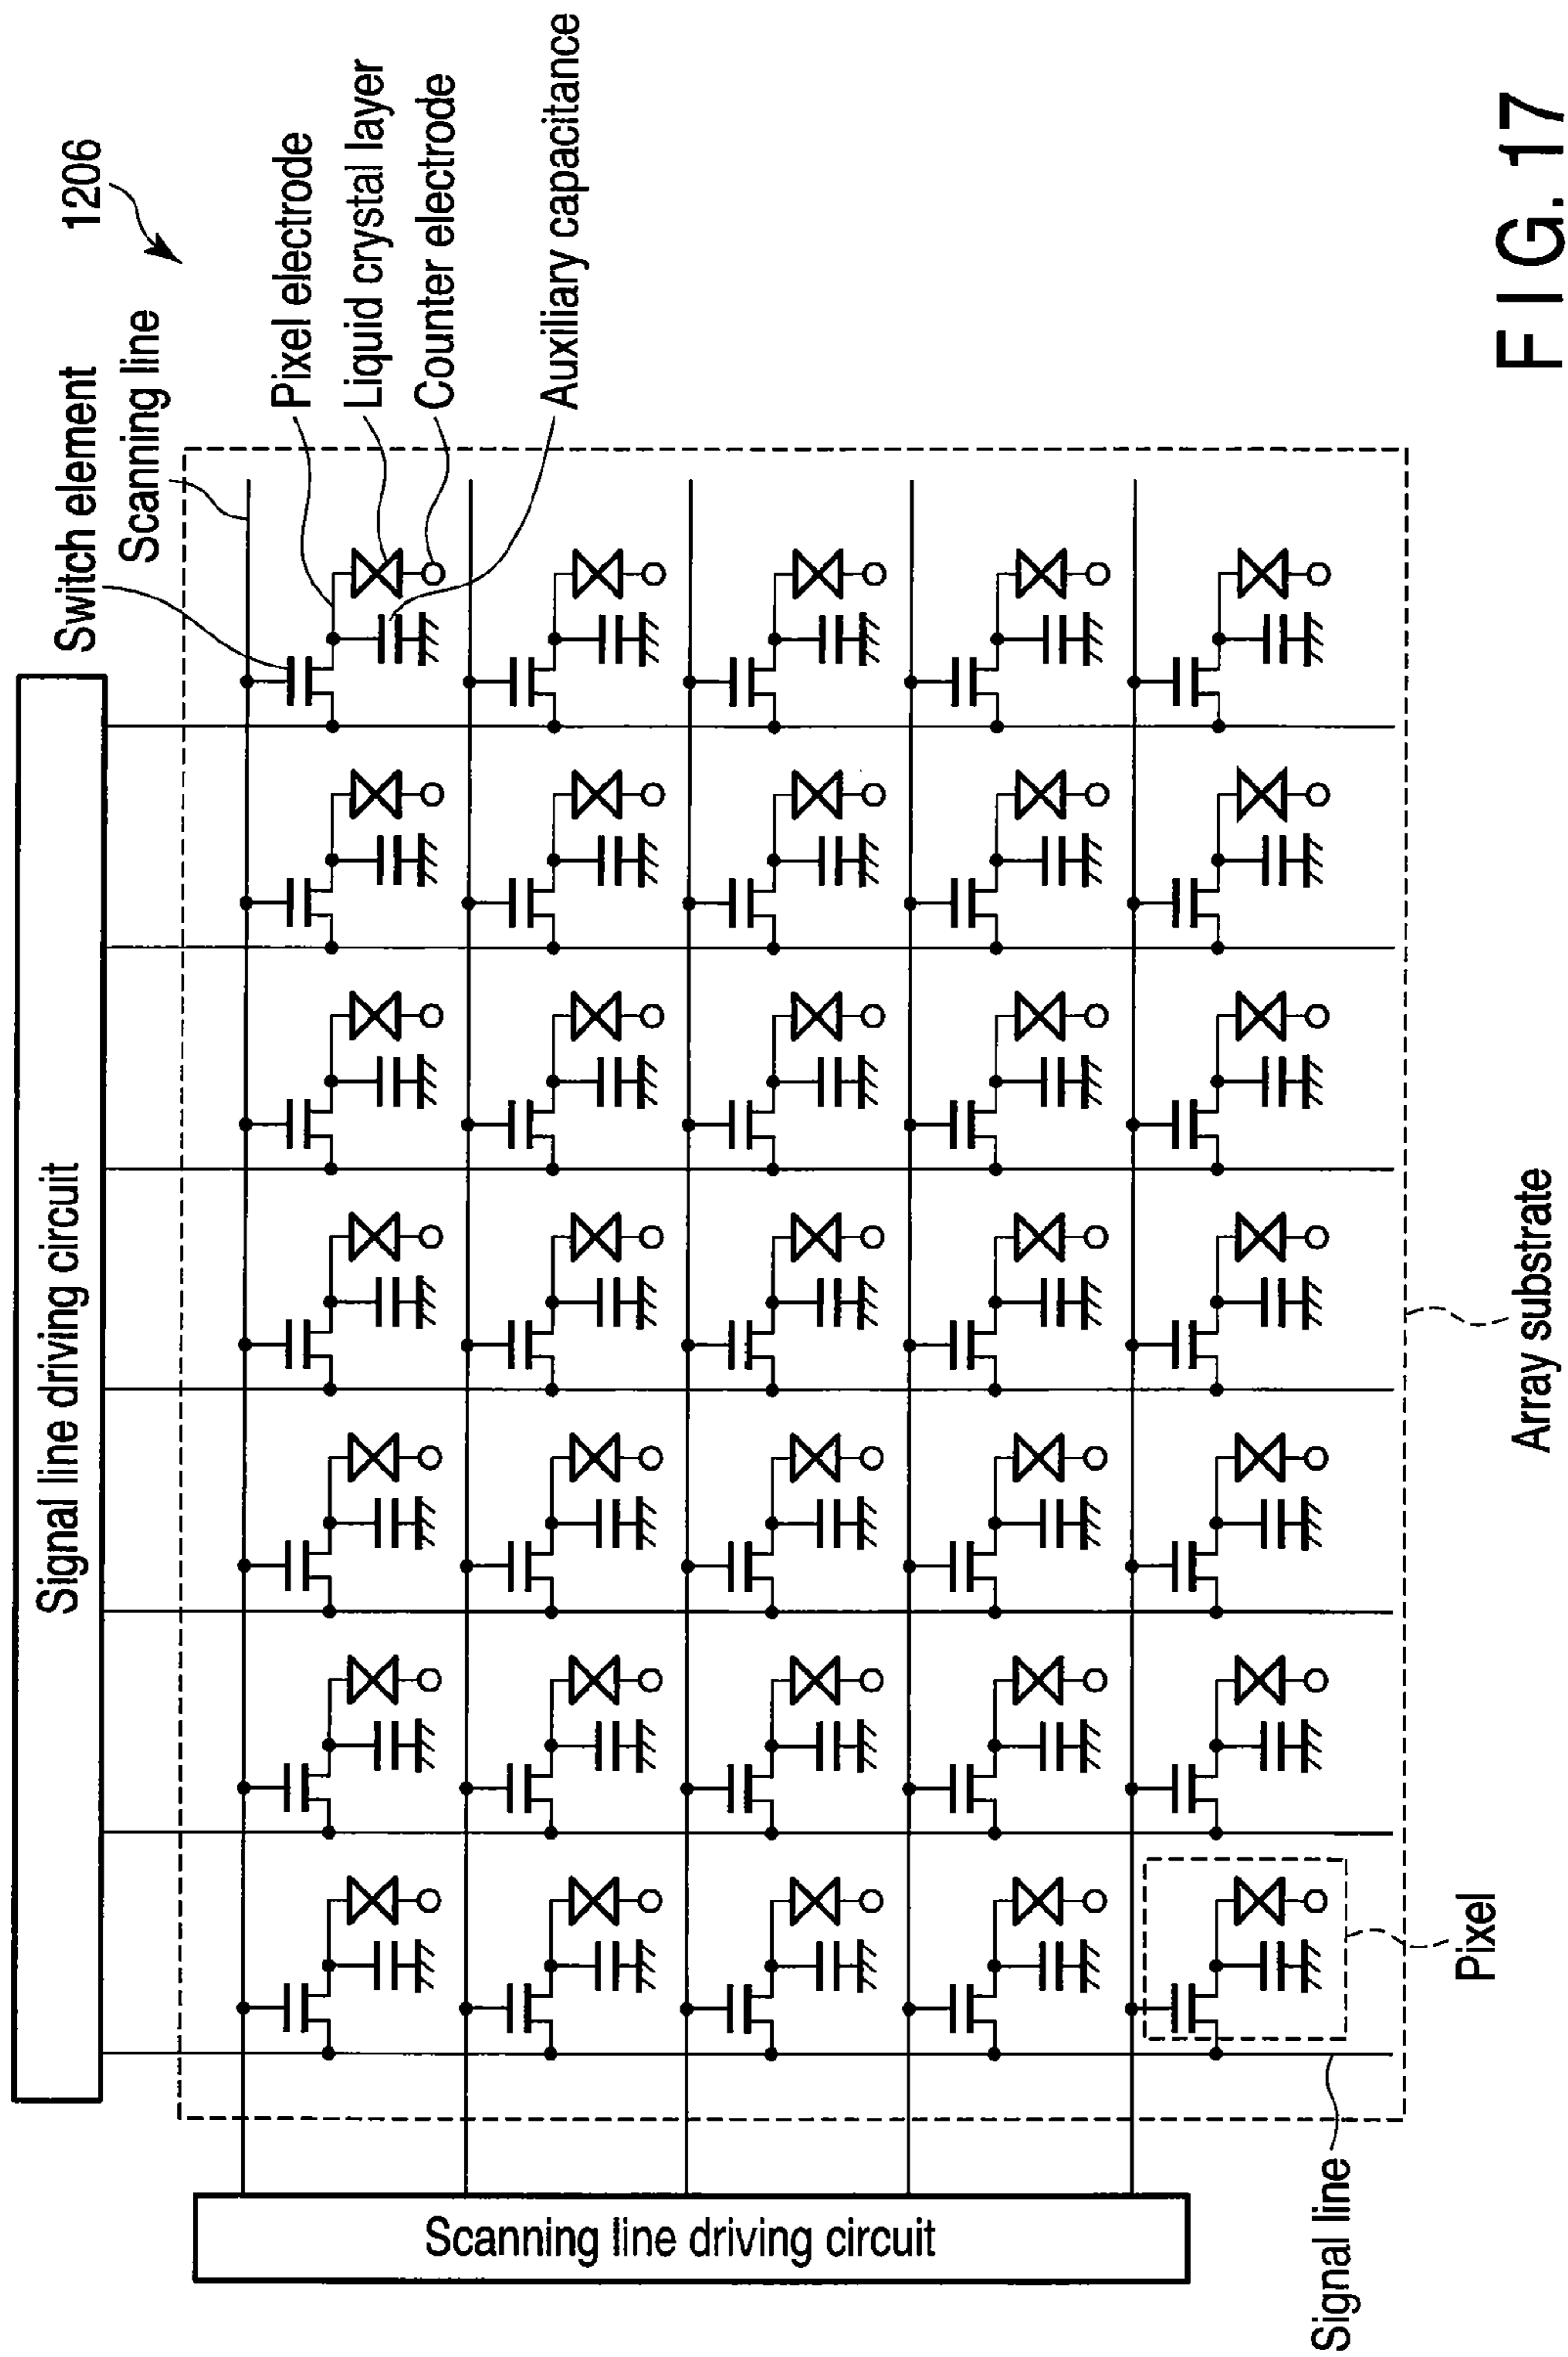 1206
Switch element
Scanning line
Pixel electrode
Liquid crystal layer
Counter electrode
Auxiliary capacitance
Signal line driving circuit
Scanning line driving circuit
Signal line
Pixel
Array substrate
FIG. 17